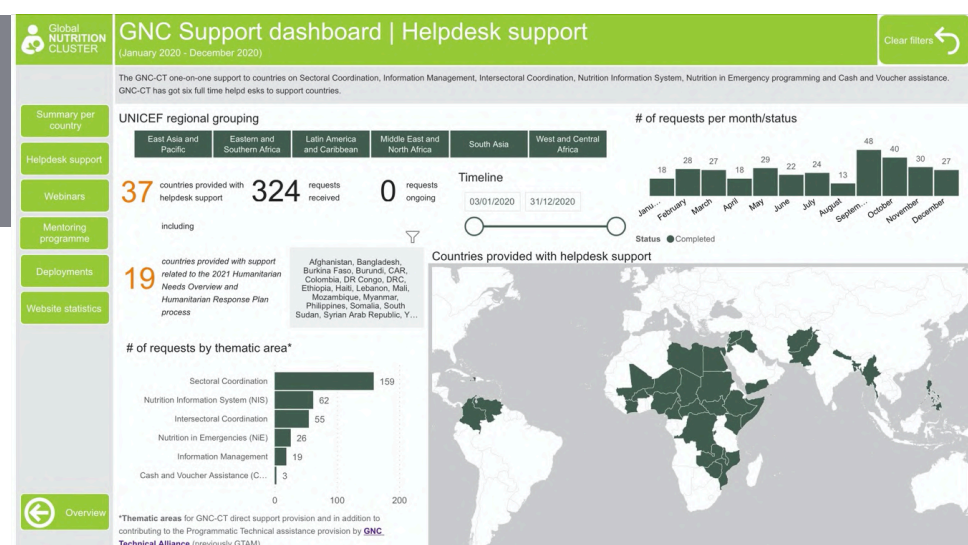 Global
NUTRITION
CLUSTER
GNC Support dashboard | Helpdesk support
(January 2020 - December 2020)
Clear filters
The GNC-CT one-on-one support to countries on Sectoral Coordination, Information Management, Intersectoral Coordination, Nutrition Information System, Nutrition in Emergency programming and Cash and Voucher assistance.
GNC-CT has got six full time helpd esks to support countries.
Summary per
country
Helpdesk support
Webinars
Mentoring
programme
Deployments
Website statistics
Overview
UNICEF regional grouping
East Asia and
Pacific
Eastern and
Southern Africa
Latin America
and Caribbean
Middle East and
North Africa
South Asia
West and Central
Africa
37
countries provided with
helpdesk support
324
requests
received
0
requests
ongoing
including
Timeline
03/01/2020
31/12/2020
19
countries provided with support
related to the 2021 Humanitarian
Needs Overview and
Humanitarian Response Plan
process
Afghanistan, Bangladesh,
Burkina Faso, Burundi, CAR,
Colombia, DR Congo, DRC,
Ethiopia, Haiti, Lebanon, Mali,
Mozambique, Myanmar,
Philippines, Somalia, South
Sudan, Syrian Arab Republic, Y…
# of requests per month/status
18
28
27
18
29
22
24
13
48
40
30
27
Janu…
February
March
April
May
June
July
August
Septem…
October
November
December
Status
Completed
Countries provided with helpdesk support
# of requests by thematic area*
Sectoral Coordination
159
Nutrition Information System (NIS)
62
Intersectoral Coordination
55
Nutrition in Emergencies (NiE)
26
Information Management
19
Cash and Voucher Assistance (C…
3
0
100
200
*Thematic areas for GNC-CT direct support provision and in addition to
contributing to the Programmatic Technical assistance provision by GNC
Technical Alliance (previously GTAM)